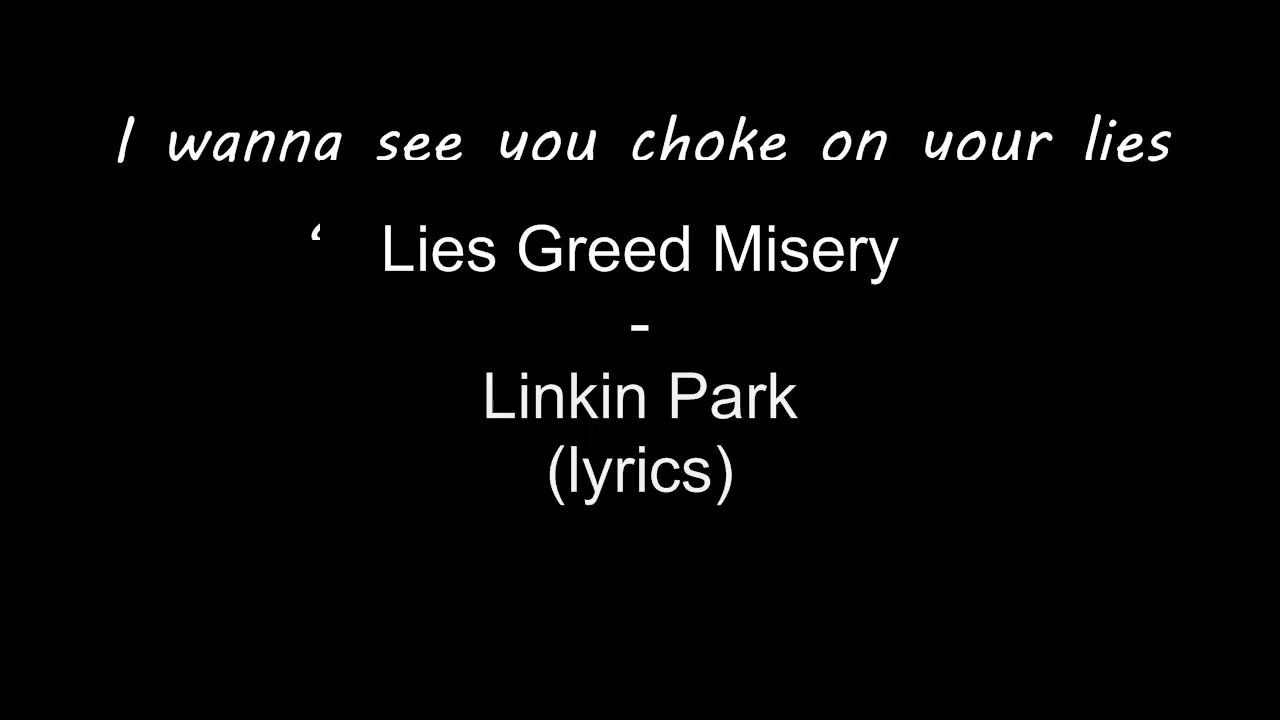 I wanna see you choke on your lies
‘ Lies Greed Misery
-
Linkin Park
(lyrics)